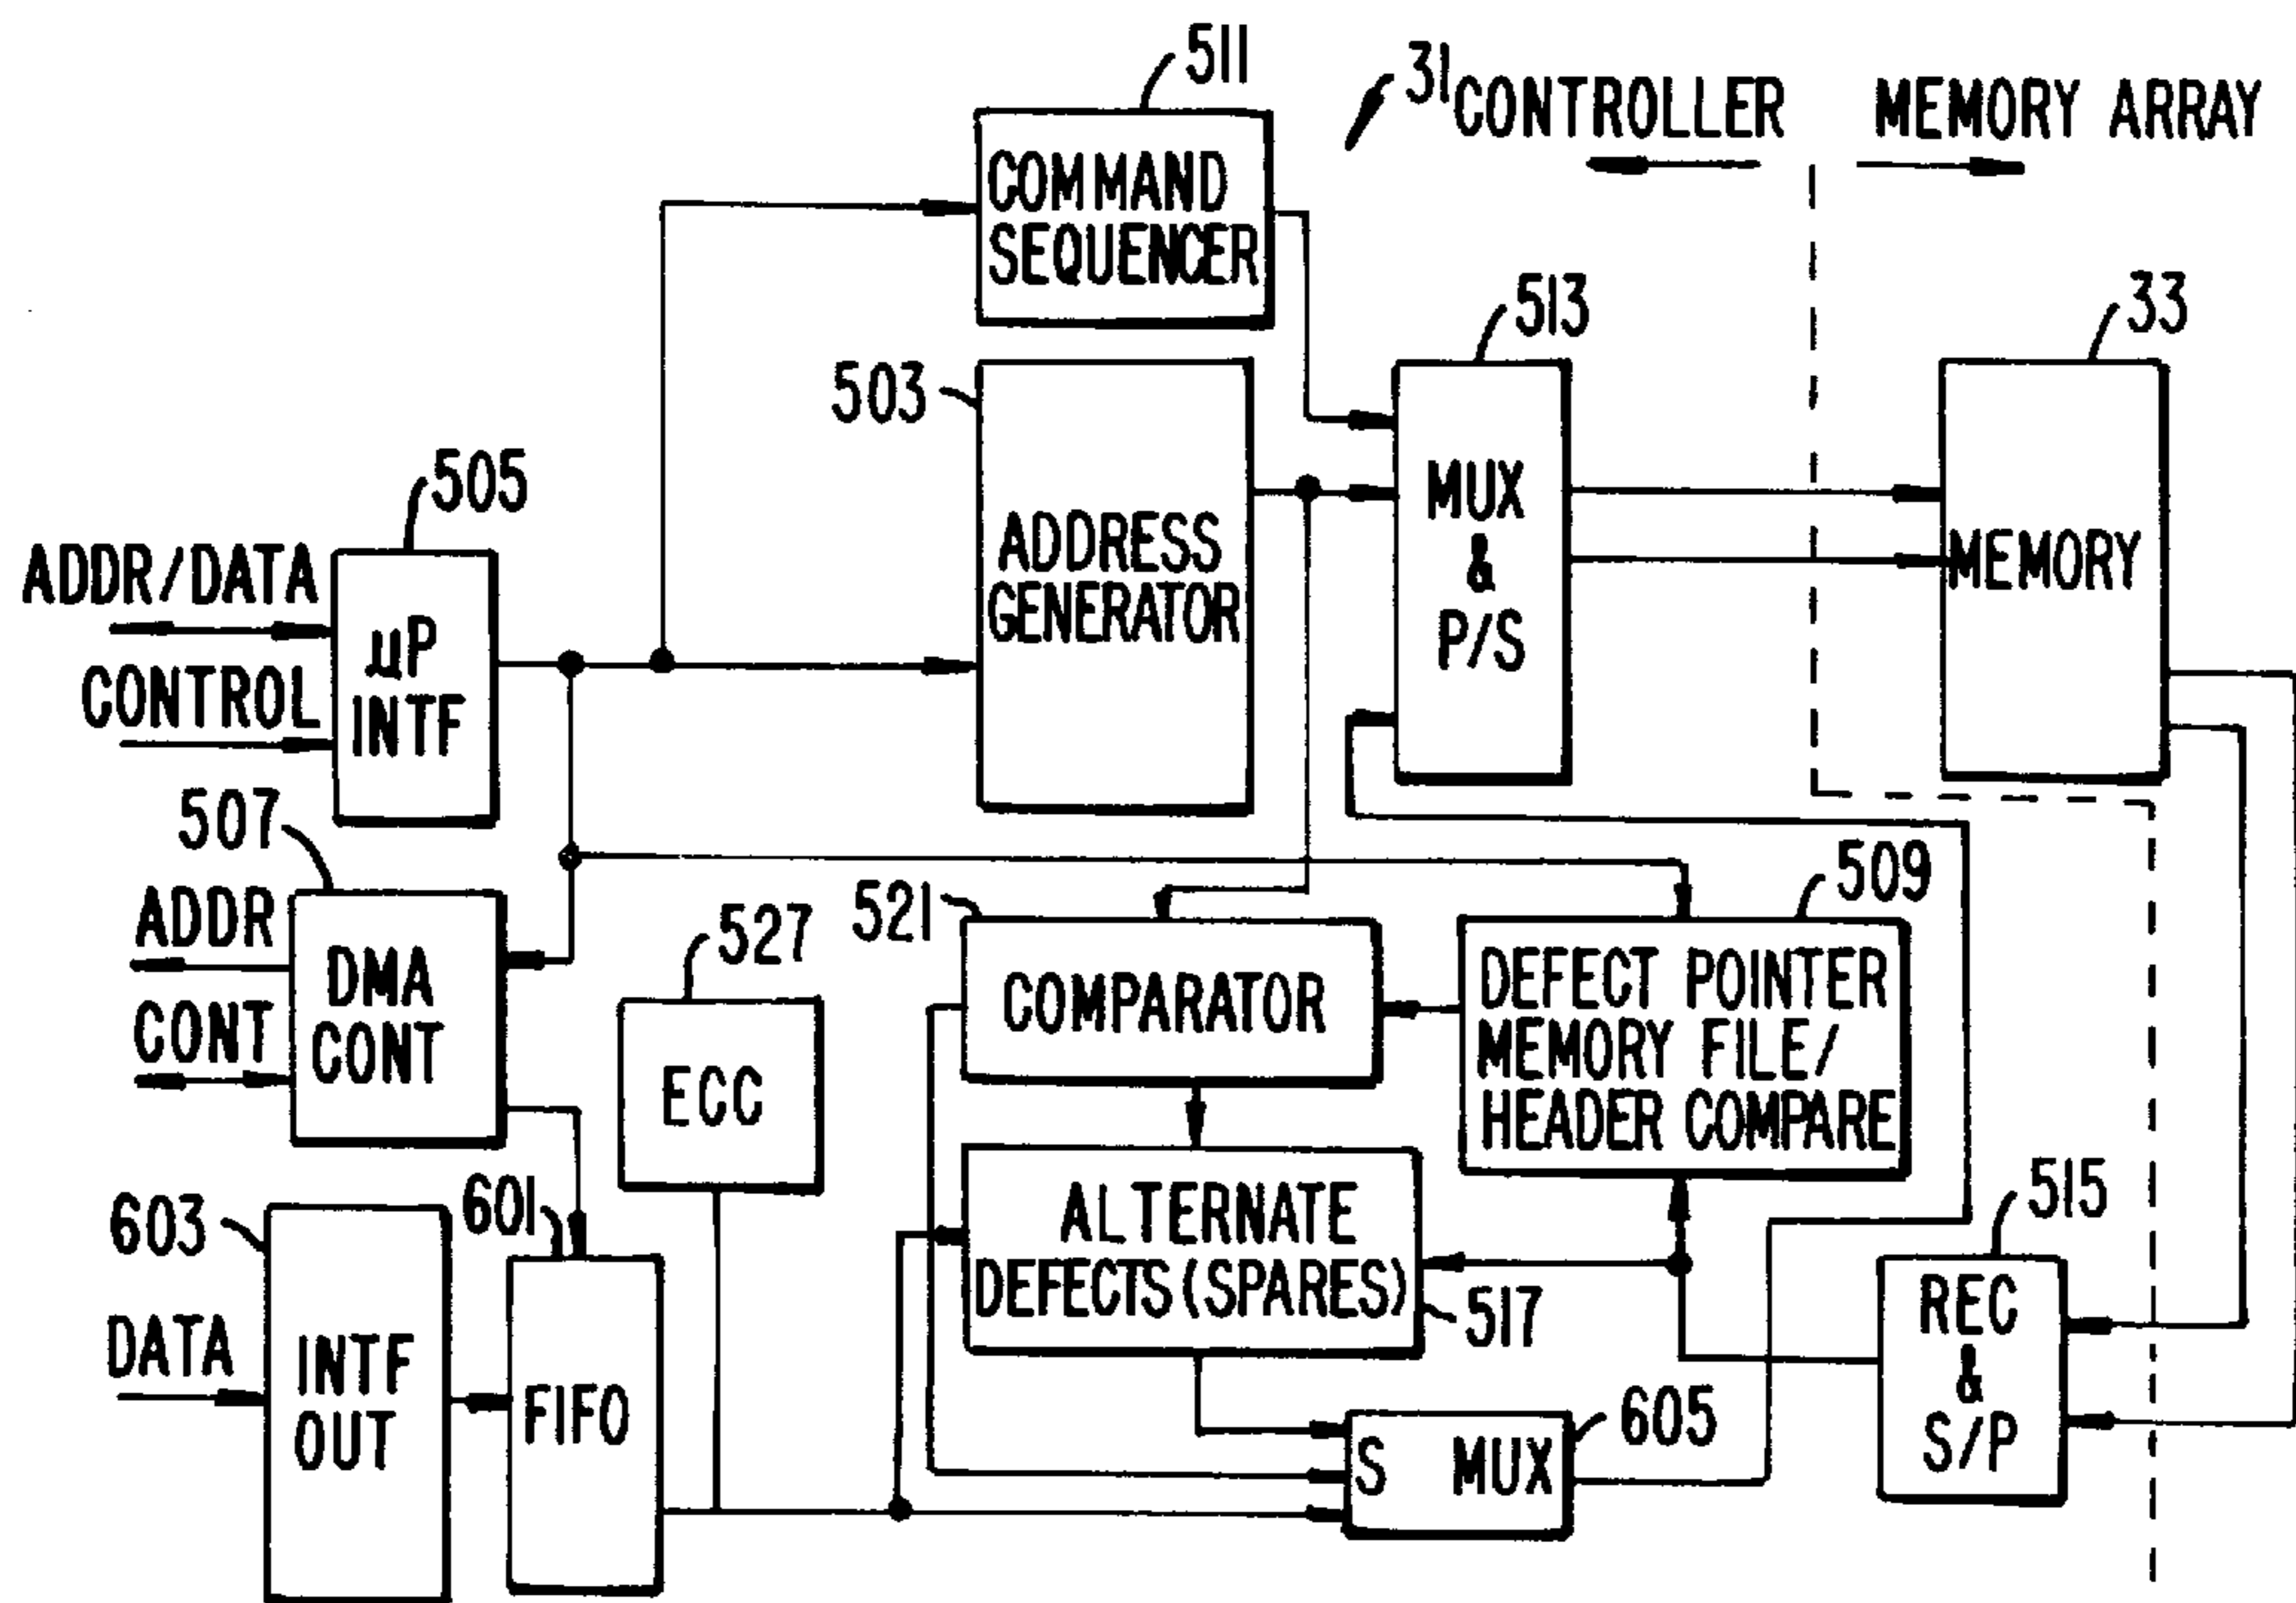 511
31
CONTROLLER
MEMORY ARRAY
COMMAND
SEQUENCER
513
33
503
505
ADDRESS
GENERATOR
MUX
&
P/S
MEMORY
ADDR/DATA
CONTROL
μP
INTF
507
ADDR
CONT
DMA
CONT
527
ECC
521
COMPARATOR
509
DEFECT POINTER
MEMORY FILE/
HEADER COMPARE
603
601
ALTERNATE
DEFECTS (SPARES)
517
515
REC
&
S/P
DATA
INTF
OUT
FIFO
605
S MUX